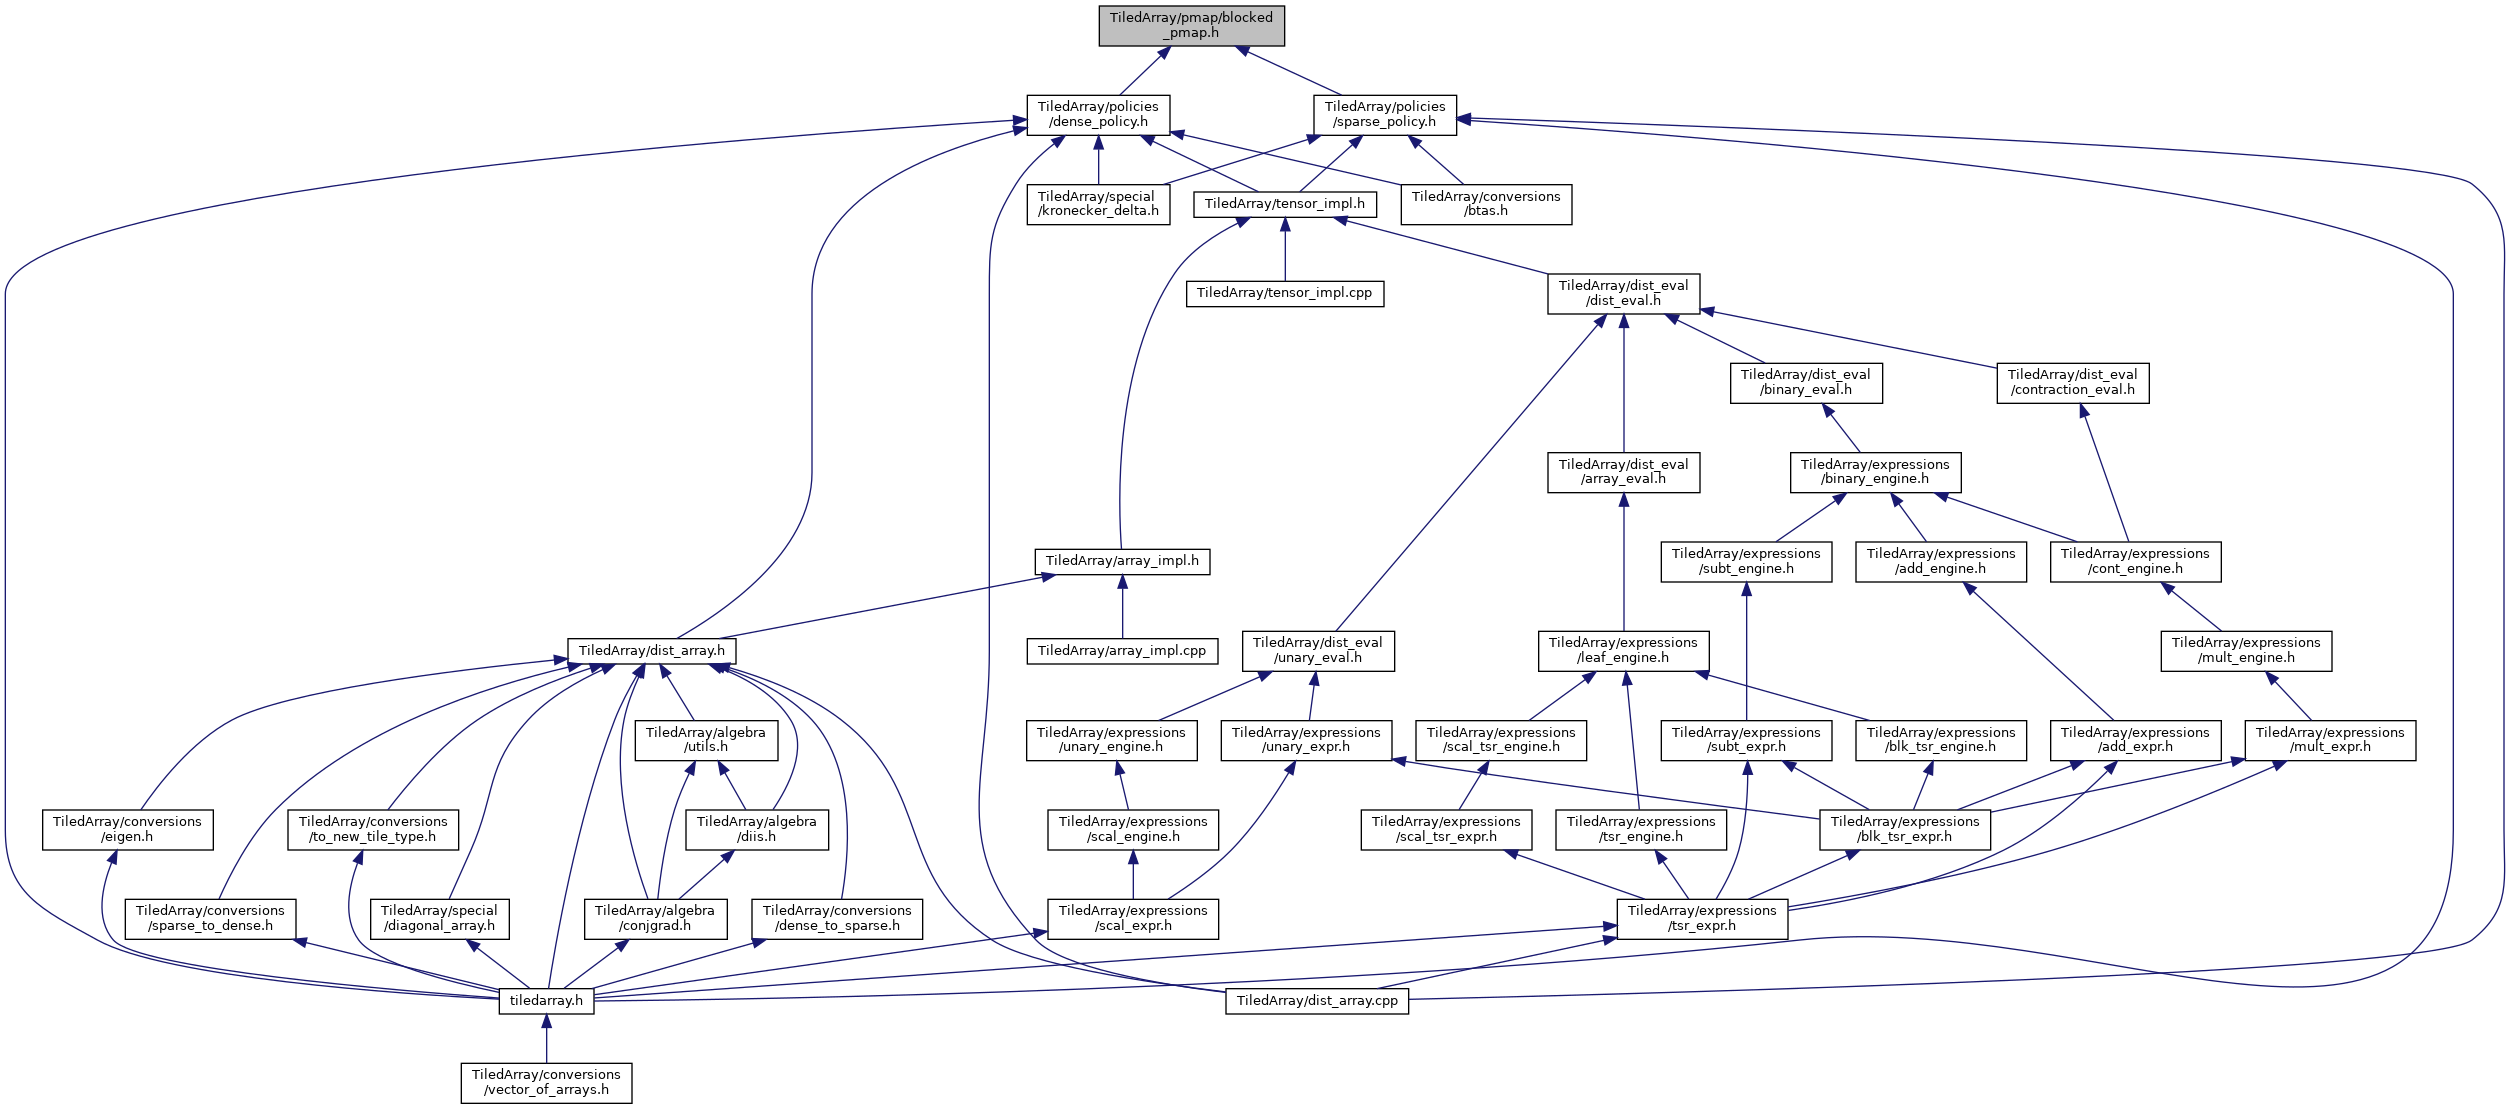 TiledArray/pmap/blocked
_pmap.h
TiledArray/policies
/dense_policy.h
TiledArray/policies
/sparse_policy.h
TiledArray/special
/kronecker_delta.h
TiledArray/tensor_impl.h
TiledArray/conversions
/btas.h
TiledArray/tensor_impl.cpp
TiledArray/dist_eval
/dist_eval.h
TiledArray/dist_eval
/binary_eval.h
TiledArray/dist_eval
/contraction_eval.h
TiledArray/dist_eval
/array_eval.h
TiledArray/expressions
/binary_engine.h
TiledArray/array_impl.h
TiledArray/expressions
/subt_engine.h
TiledArray/expressions
/add_engine.h
TiledArray/expressions
/cont_engine.h
TiledArray/dist_array.h
TiledArray/array_impl.cpp
TiledArray/dist_eval
/unary_eval.h
TiledArray/expressions
/leaf_engine.h
TiledArray/expressions
/mult_engine.h
TiledArray/algebra
/utils.h
TiledArray/expressions
/unary_engine.h
TiledArray/expressions
/unary_expr.h
TiledArray/expressions
/scal_tsr_engine.h
TiledArray/expressions
/subt_expr.h
TiledArray/expressions
/blk_tsr_engine.h
TiledArray/expressions
/add_expr.h
TiledArray/expressions
/mult_expr.h
TiledArray/conversions
/eigen.h
TiledArray/conversions
/to_new_tile_type.h
TiledArray/algebra
/diis.h
TiledArray/expressions
/scal_engine.h
TiledArray/expressions
/scal_tsr_expr.h
TiledArray/expressions
/tsr_engine.h
TiledArray/expressions
/blk_tsr_expr.h
TiledArray/conversions
/sparse_to_dense.h
TiledArray/special
/diagonal_array.h
TiledArray/algebra
/conjgrad.h
TiledArray/conversions
/dense_to_sparse.h
TiledArray/expressions
/scal_expr.h
TiledArray/expressions
/tsr_expr.h
tiledarray.h
TiledArray/dist_array.cpp
TiledArray/conversions
/vector_of_arrays.h